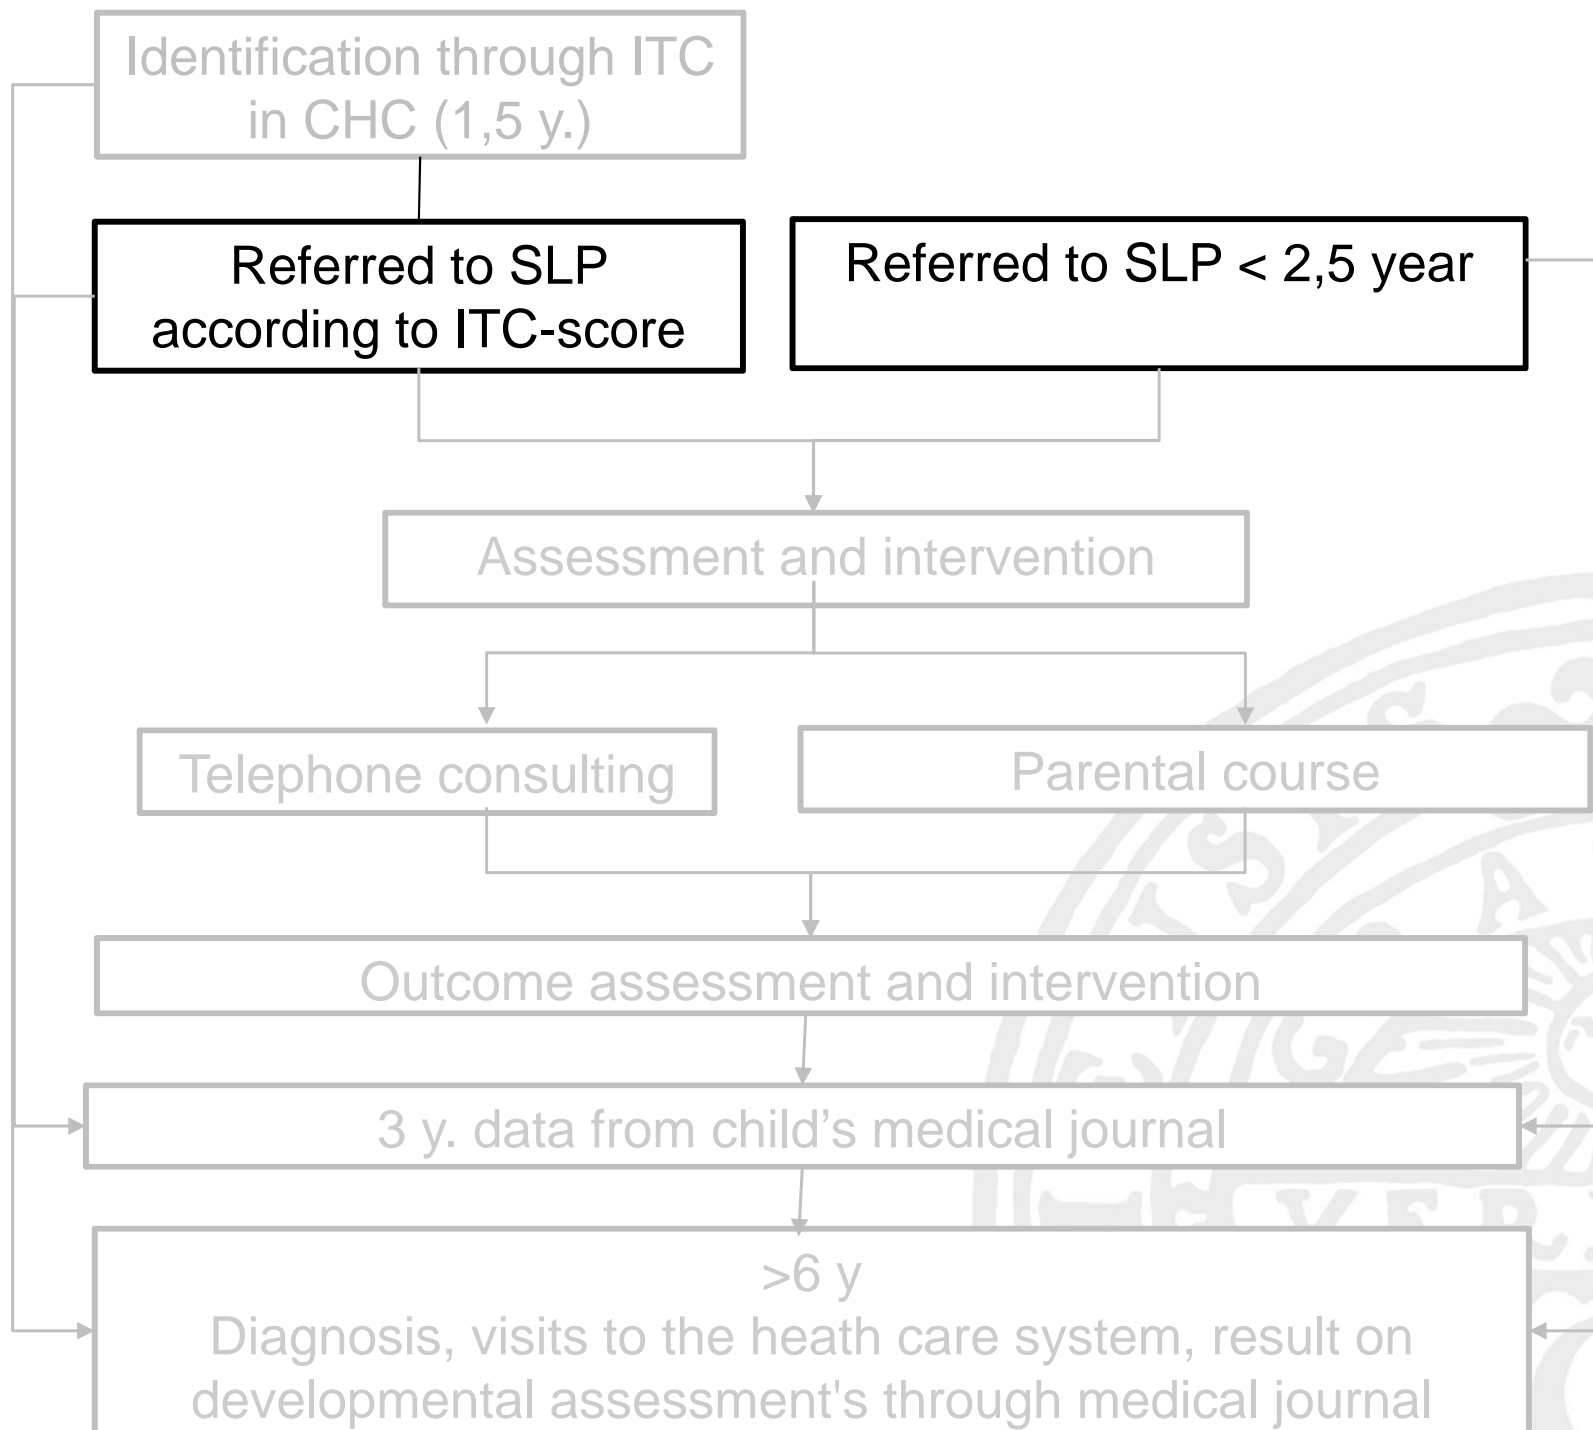 Identification through ITC
in CHC (1,5 y.)
Referred to SLP
according to ITC-score
Referred to SLP < 2,5 year
Assessment and intervention
Telephone consulting
Parental course
Outcome assessment and intervention
3 y. data from child’s medical journal
>6 y
Diagnosis, visits to the heath care system, result on
developmental assessment's through medical journal